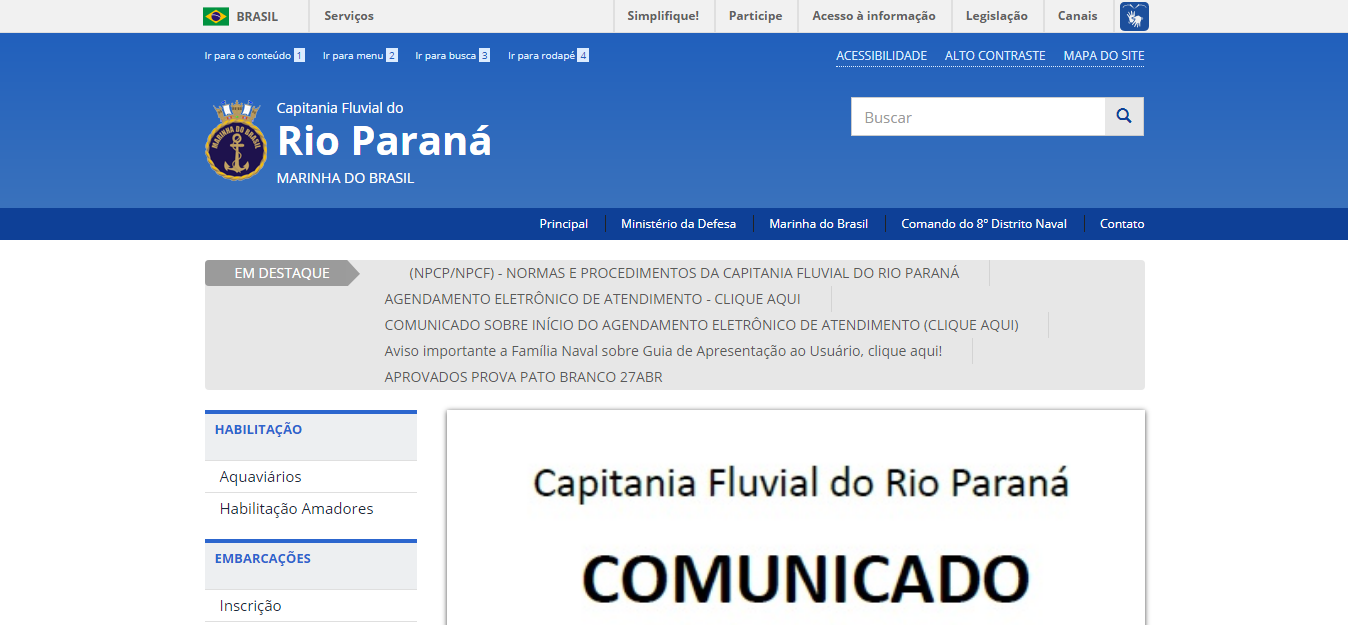 BRASIL Serviços Simplifique! Participe Acesso à informação Legislação Canais
Ir para o conteúdo 1 Ir para menu 2 Ir para busca 3 Ir para rodapé 4 ACESSIBILIDADE ALTO CONTRASTE MAPA DO SITE
MARINHA DO BRASIL
Capitania Fluvial do
Rio Paraná
MARINHA DO BRASIL
Buscar
Principal Ministério da Defesa Marinha do Brasil Comando do 8º Distrito Naval Contato
EM DESTAQUE (NPCP/NPCF) - NORMAS E PROCEDIMENTOS DA CAPITANIA FLUVIAL DO RIO PARANÁ
AGENDAMENTO ELETRÔNICO DE ATENDIMENTO - CLIQUE AQUI
COMUNICADO SOBRE INÍCIO DO AGENDAMENTO ELETRÔNICO DE ATENDIMENTO (CLIQUE AQUI)
Aviso importante a Família Naval sobre Guia de Apresentação ao Usuário, clique aqui!
APROVADOS PROVA PATO BRANCO 27ABR
HABILITAÇÃO
Aquaviários
Habilitação Amadores
EMBARCAÇÕES
Inscrição
Capitania Fluvial do Rio Paraná
COMUNICADO